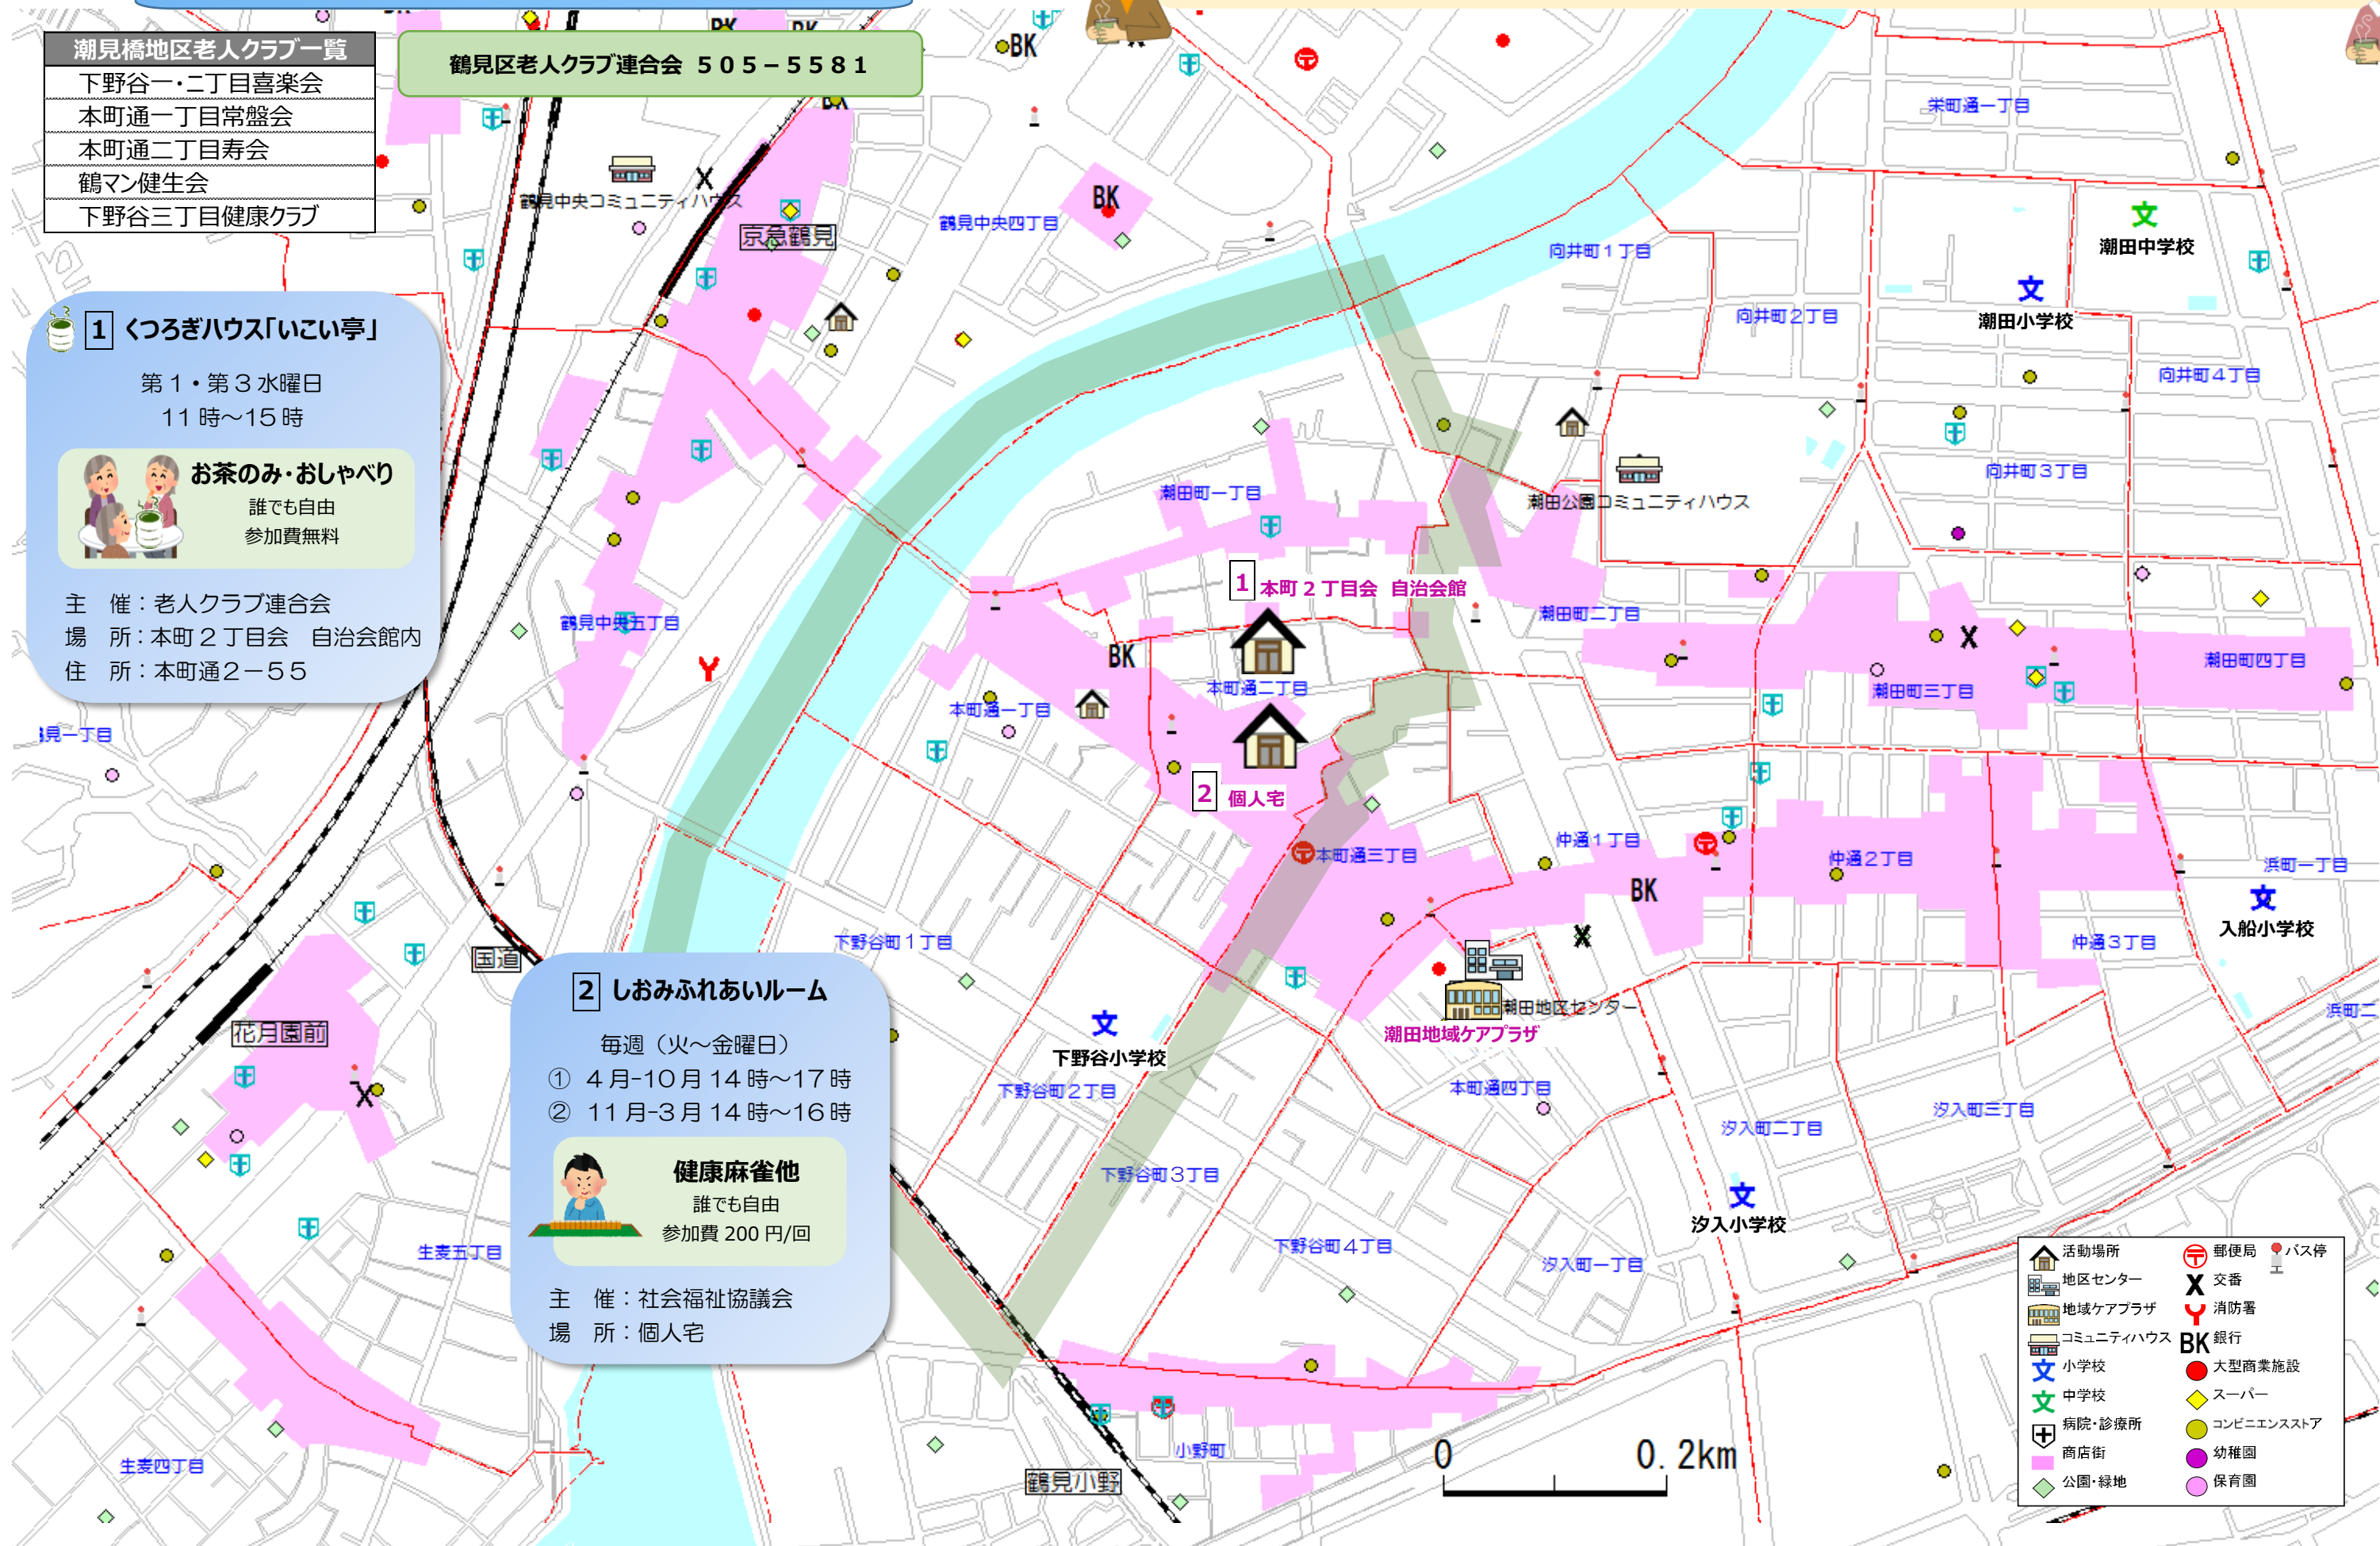 潮見橋地区老人クラブ一覧
下野谷一・二丁目喜楽会
本町通一丁目常盤会
本町通二丁目寿会
鶴マン健生会
下野谷三丁目健康クラブ
鶴見区老人クラブ連合会 505-5581
1 くつろぎハウス「いこい亭」
第1・第3水曜日
11時～15時
お茶のみ・おしゃべり
誰でも自由
参加費無料
主 催：老人クラブ連合会
場 所：本町2丁目会 自治会館内
住 所：本町通2－55
2 しおみふれあいルーム
毎週（火～金曜日）
① 4月-10月 14時～17時
② 11月-3月 14時～16時
健康麻雀他
誰でも自由
参加費 200 円/回
主 催：社会福祉協議会
場 所：個人宅
BK
BK
BK
BK
鶴見中央コミュニティハウス
京急鶴見
鶴見中央四丁目
BK
栄町通一丁目
潮田中学校
向井町1丁目
潮田小学校
向井町2丁目
向井町4丁目
向井町3丁目
潮田町一丁目
潮田公園コミュニティハウス
1 本町2丁目会 自治会館
潮田町二丁目
鶴見中央五丁目
BK
本町通二丁目
本町通一丁目
潮田町三丁目
潮田町四丁目
見一丁目
2 個人宅
本町通三丁目
仲通1丁目
仲通2丁目
浜町一丁目
BK
入船小学校
仲通3丁目
国道
下野谷町1丁目
花月園前
下野谷小学校
潮田地区センター
潮田地域ケアプラザ
浜町二
下野谷町2丁目
本町通四丁目
汐入町二丁目
汐入町三丁目
下野谷町3丁目
汐入小学校
生麦五丁目
下野谷町4丁目
汐入町一丁目
生麦四丁目
小野町
鶴見小野
0 0.2km
活動場所
地区センター
地域ケアプラザ
コミュニティハウス
文 小学校
文 中学校
病院・診療所
商店街
公園・緑地
郵便局
バス停
交番
消防署
BK 銀行
大型商業施設
スーパー
コンビニエンスストア
幼稚園
保育園